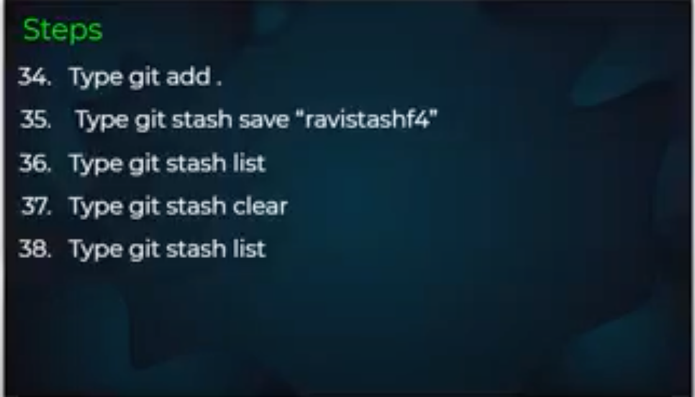 Steps
34. Type git add .
35. Type git stash save “ravistashf4”
36. Type git stash list
37. Type git stash clear
38. Type git stash list